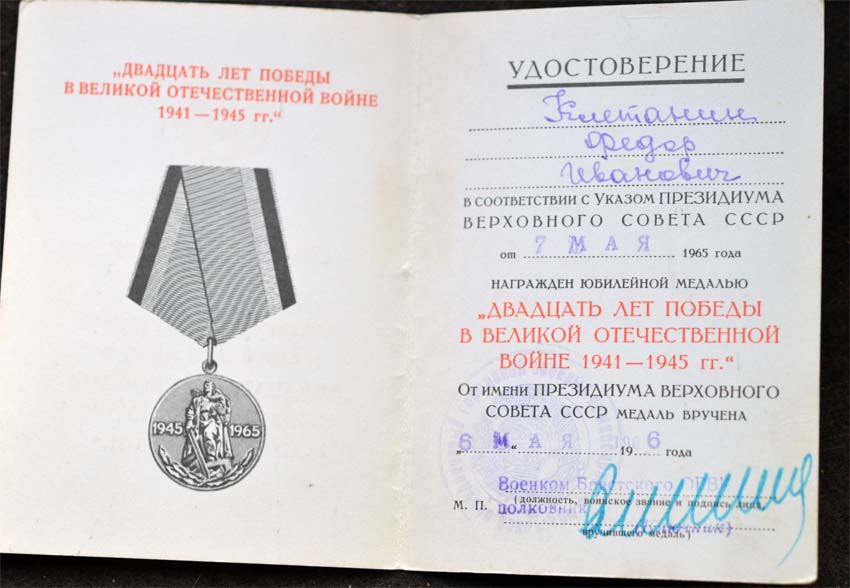 „ДВАДЦАТЬ ЛЕТ ПОБЕДЫ
В ВЕЛИКОЙ ОТЕЧЕСТВЕННОЙ ВОЙНЕ
1941—1945 гг.“
1945 1965
УДОСТОВЕРЕНИЕ
Клетанин
Федор
Иванович
В СООТВЕТСТВИИ С УКАЗОМ ПРЕЗИДИУМА
ВЕРХОВНОГО СОВЕТА СССР
от 7 МАЯ 1965 года
НАГРАЖДЕН ЮБИЛЕЙНОЙ МЕДАЛЬЮ
„ДВАДЦАТЬ ЛЕТ ПОБЕДЫ
В ВЕЛИКОЙ ОТЕЧЕСТВЕННОЙ
ВОЙНЕ 1941—1945 гг.“
От имени ПРЕЗИДИУМА ВЕРХОВНОГО
СОВЕТА СССР МЕДАЛЬ ВРУЧЕНА
„6“ МАЯ 1966 года
Военком Брестского
(должность, воинское звание и подпись лица,
М. П. полковник
вручившего медаль)